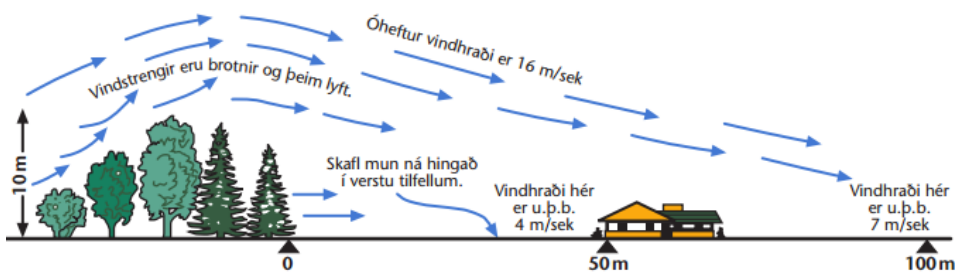 Óheftur vindhraði er 16 m/sek
Vindstrengir eru brotnir og þeim lyft.
10 m
Skafl mun ná hingað
í verstu tilfellum.
Vindhraði hér
er u.þ.b.
4 m/sek
Vindhraði hér
er u.þ.b.
7 m/sek
0
50 m
100 m